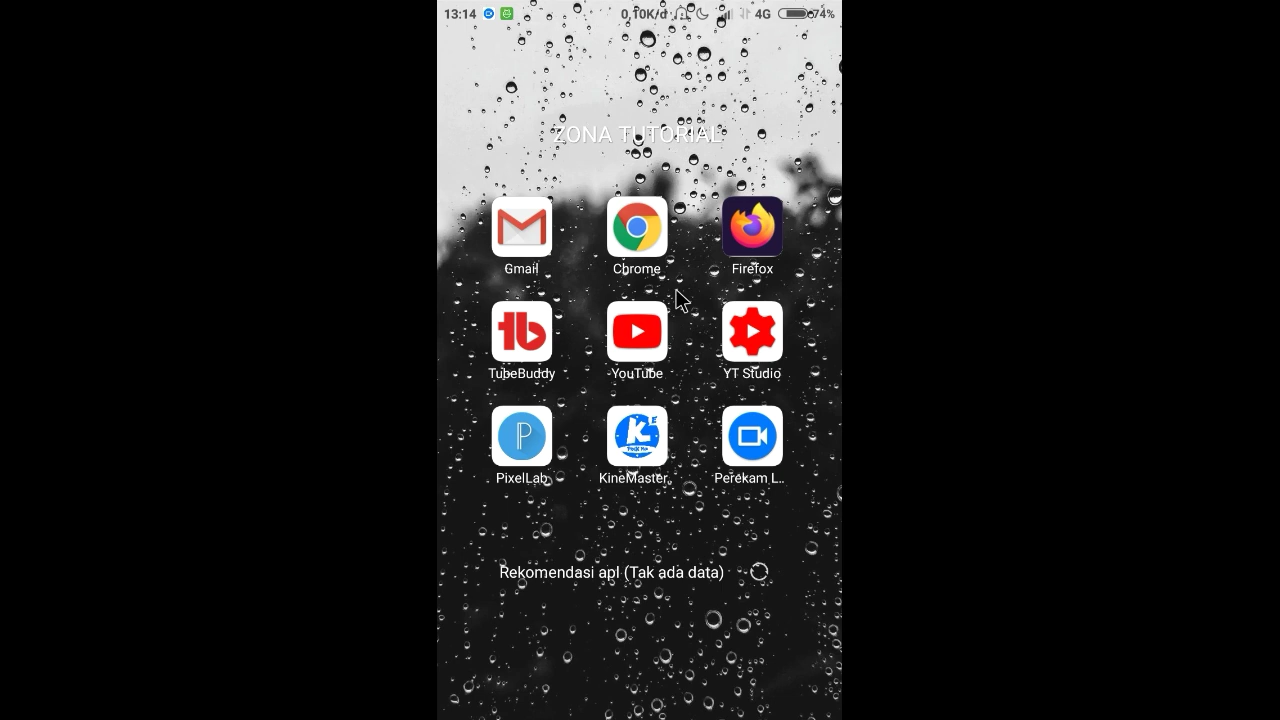 13:14 0,10K/d 4G 74%
ZONA TUTORIAL
Gmail Chrome Firefox
TubeBuddy YouTube YT Studio
PixelLab KineMaster Perekam L..
Rekomendasi apl (Tak ada data)